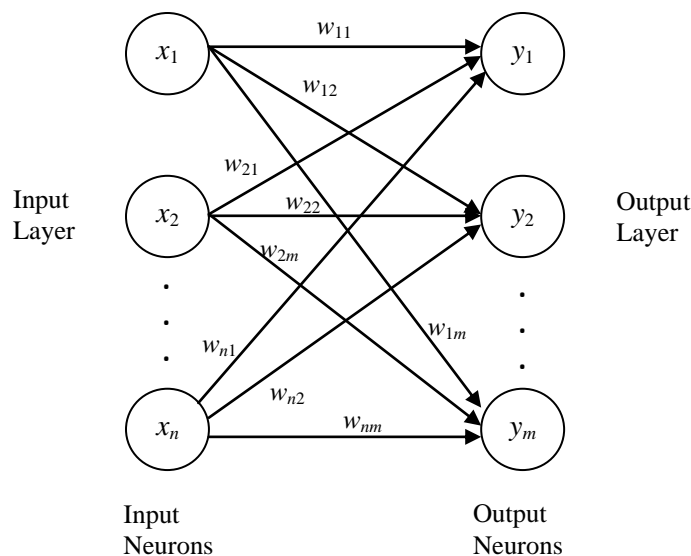 x₁
w₁₁
y₁
w₁₂
w₂₁
Input
Layer
x₂
w₂₂
y₂
Output
Layer
w₂ₘ
w₁ₘ
wₙ₁
wₙ₂
xₙ
wₙₘ
yₘ
Input
Neurons
Output
Neurons